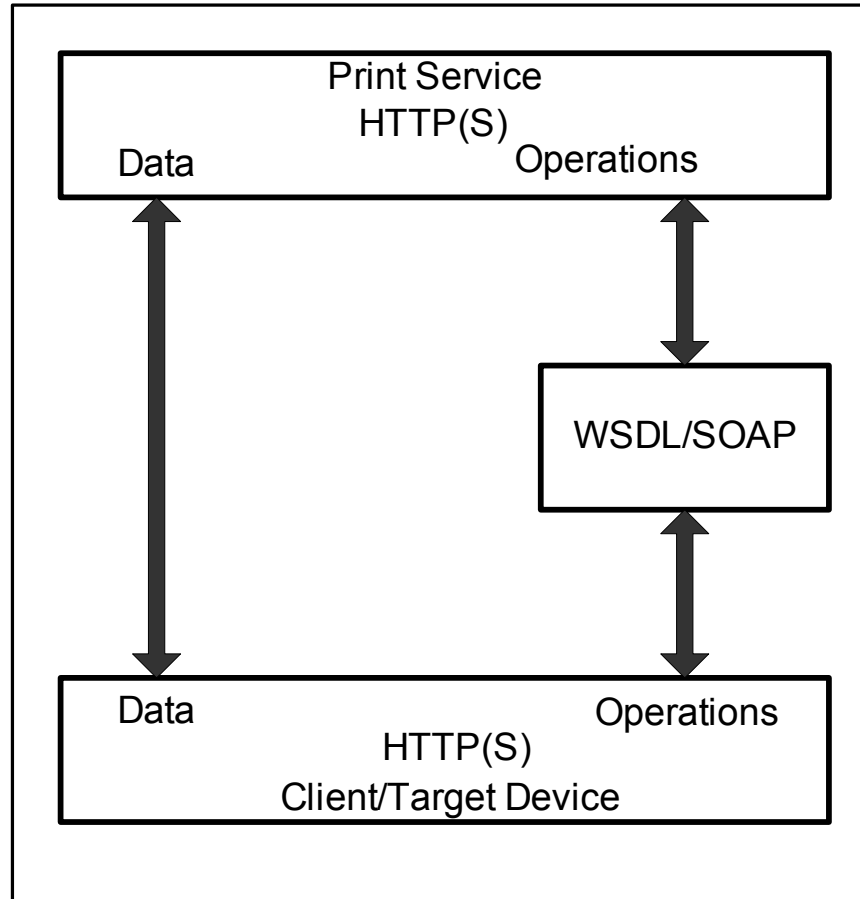 Print Service
HTTP(S)
Data
Operations
WSDL/SOAP
Data
Operations
HTTP(S)
Client/Target Device